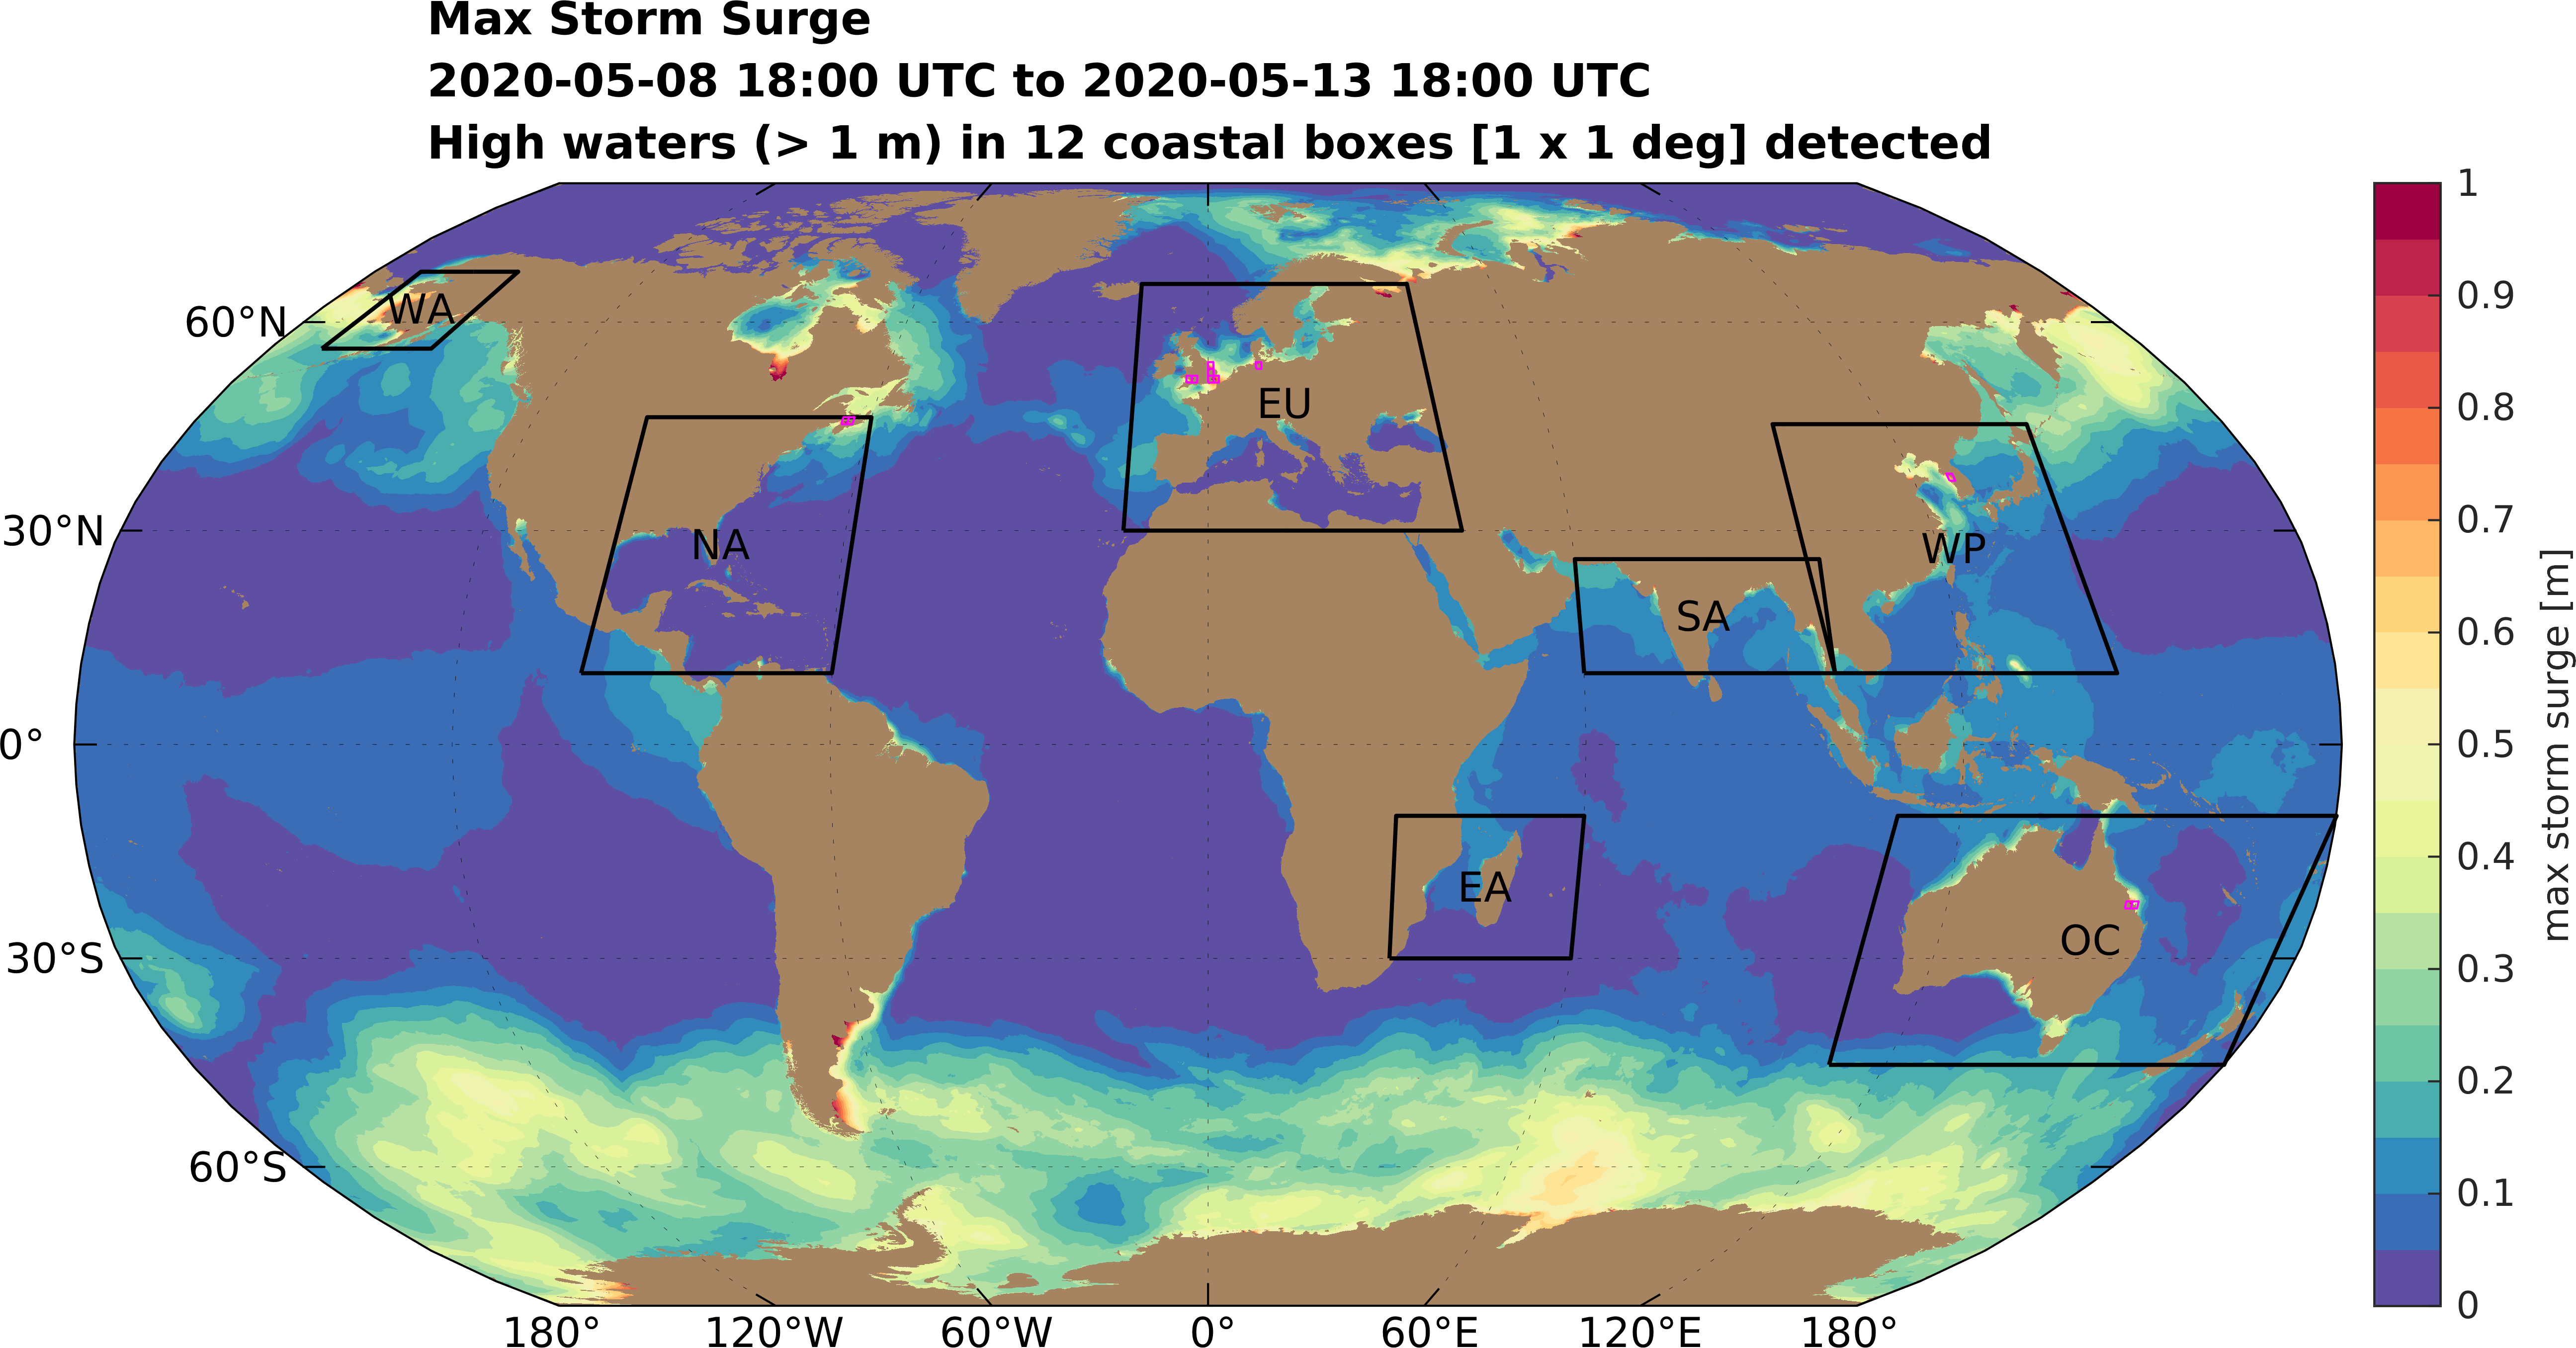 Max Storm Surge
2020-05-08 18:00 UTC to 2020-05-13 18:00 UTC
High waters (> 1 m) in 12 coastal boxes [1 x 1 deg] detected
60°N
30°N
0°
30°S
60°S
180°
120°W
60°W
0°
60°E
120°E
180°
WA
NA
EU
SA
WP
EA
OC
1
0.9
0.8
0.7
0.6
0.5
0.4
0.3
0.2
0.1
0
max storm surge [m]